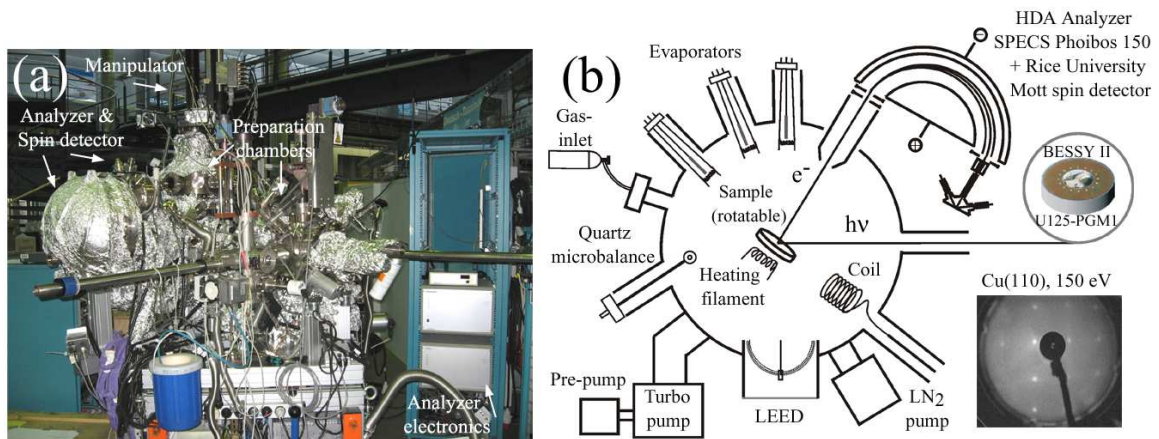 (a)
Manipulator
Analyzer &
Spin detector
Preparation
chambers
Analyzer
electronics
(b)
Evaporators
HDA Analyzer
SPECS Phoibos 150
+ Rice University
Mott spin detector
Gas-
inlet
e-
Sample
(rotatable)
BESSY II
U125-PGM1
hν
Quartz
microbalance
Heating
filament
Coil
Cu(110), 150 eV
Pre-pump
Turbo
pump
LEED
LN2
pump